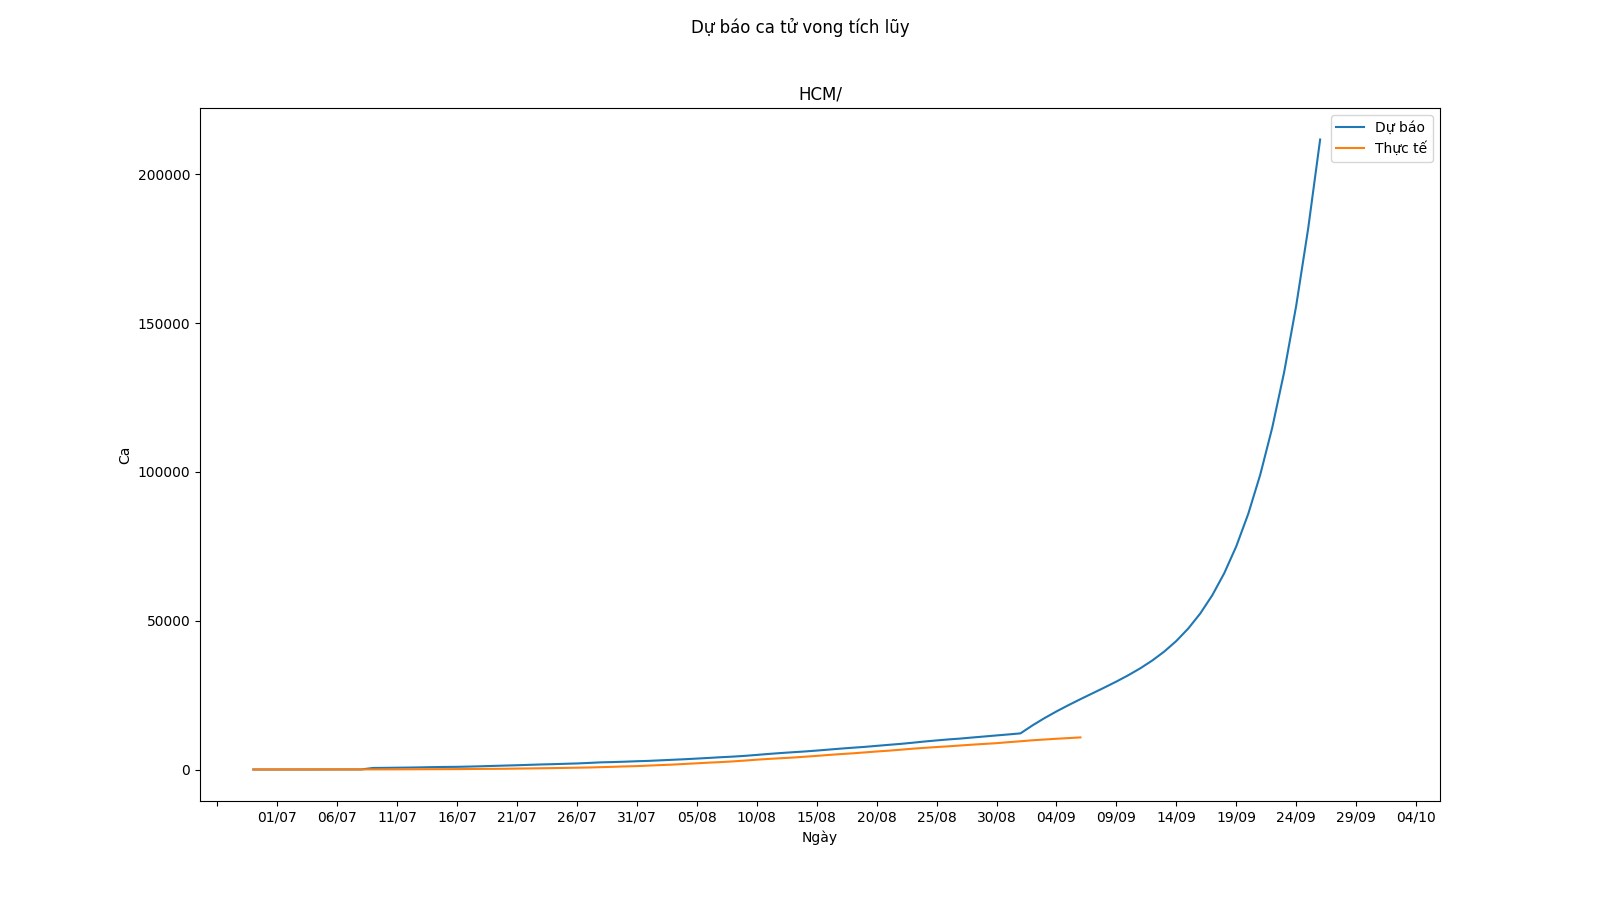 Dự báo ca tử vong tích lũy
HCM/
Dự báo
Thực tế
200000
150000
100000
50000
0
Ca
01/07 06/07 11/07 16/07 21/07 26/07 31/07 05/08 10/08 15/08 20/08 25/08 30/08 04/09 09/09 14/09 19/09 24/09 29/09 04/10
Ngày